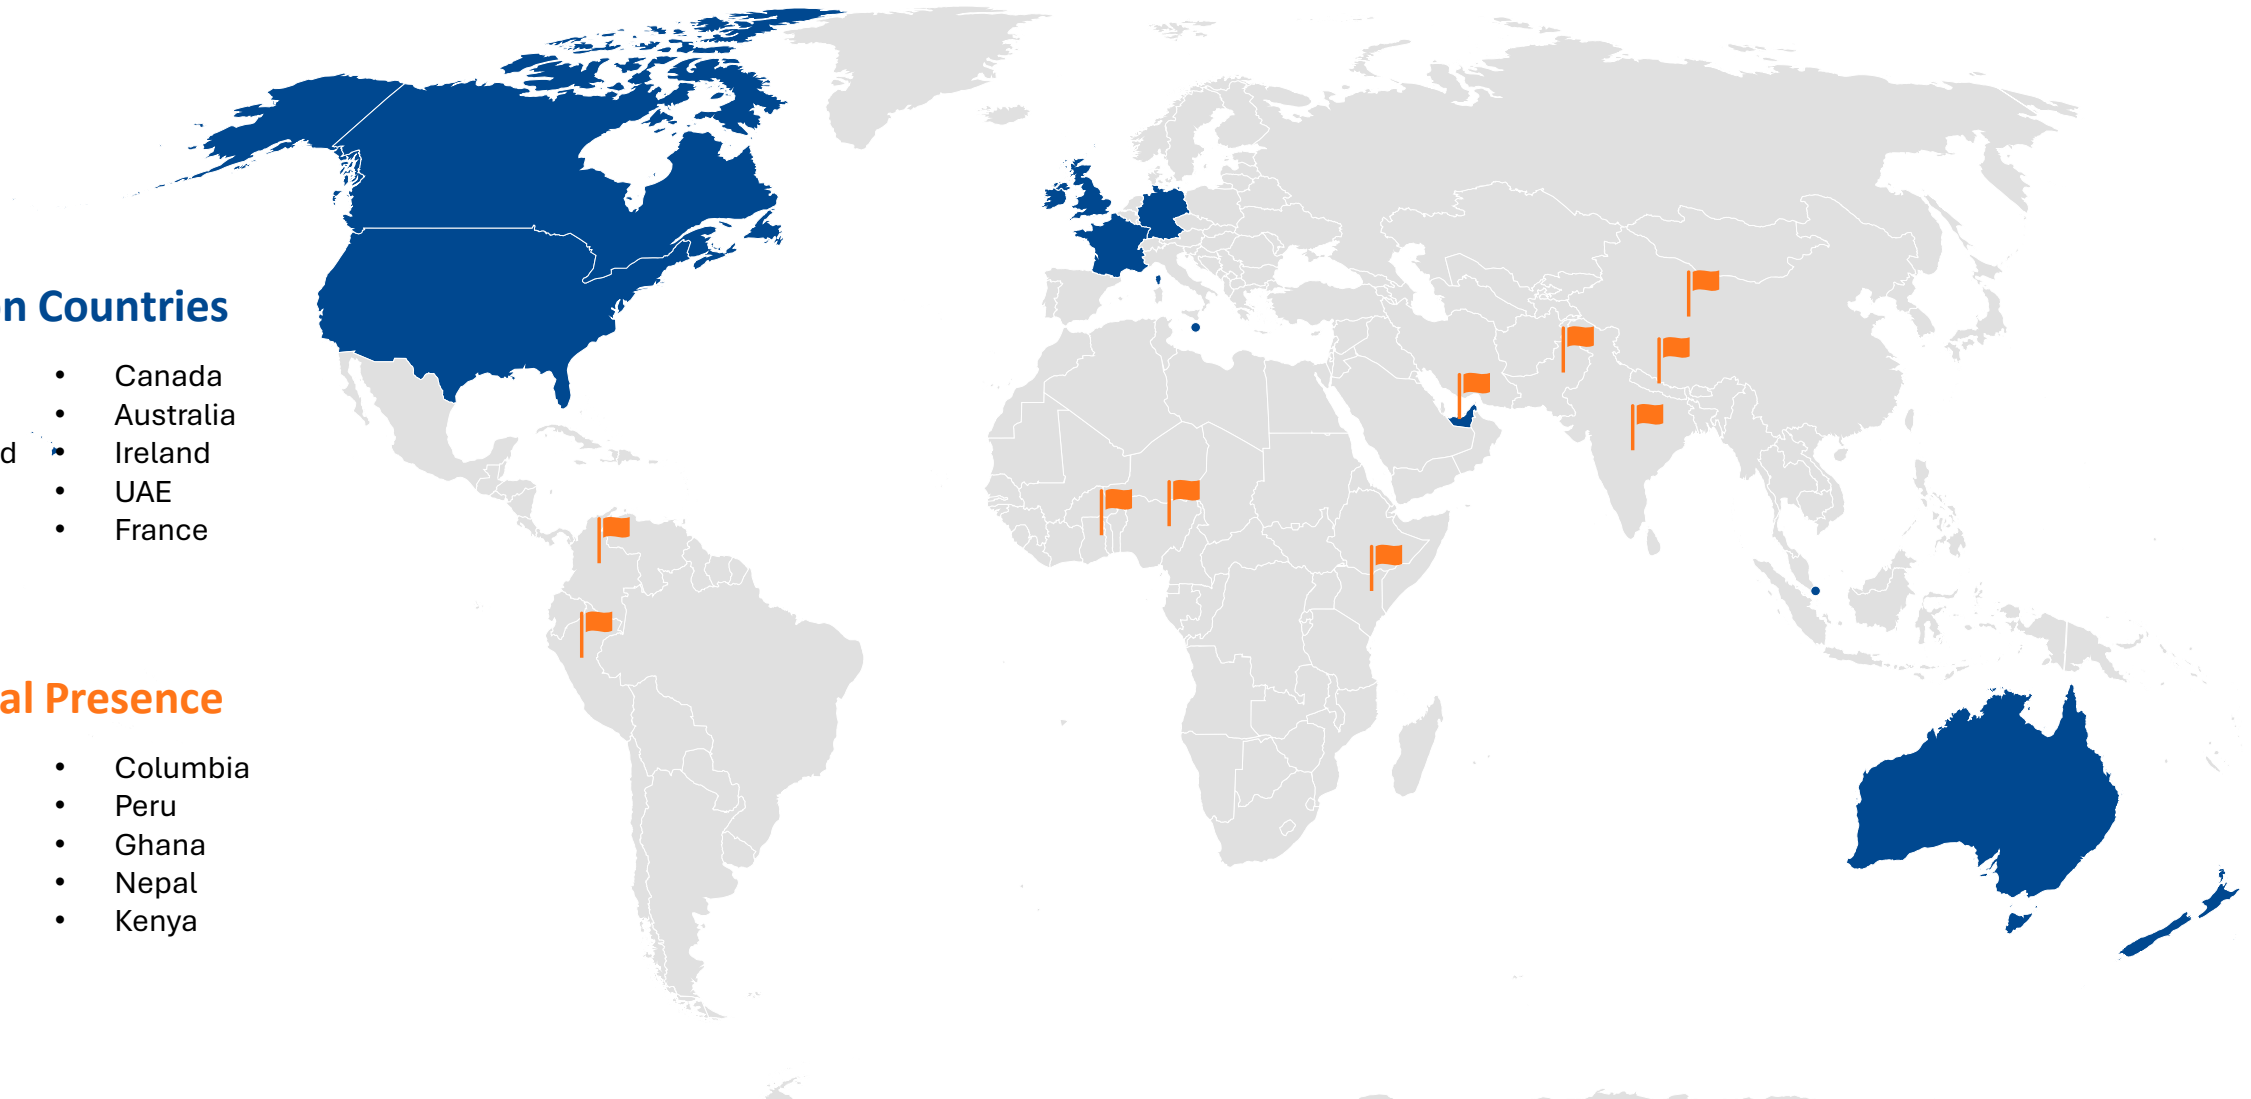 n Countries
Canada
Australia
d Ireland
UAE
France
al Presence
Columbia
Peru
Ghana
Nepal
Kenya